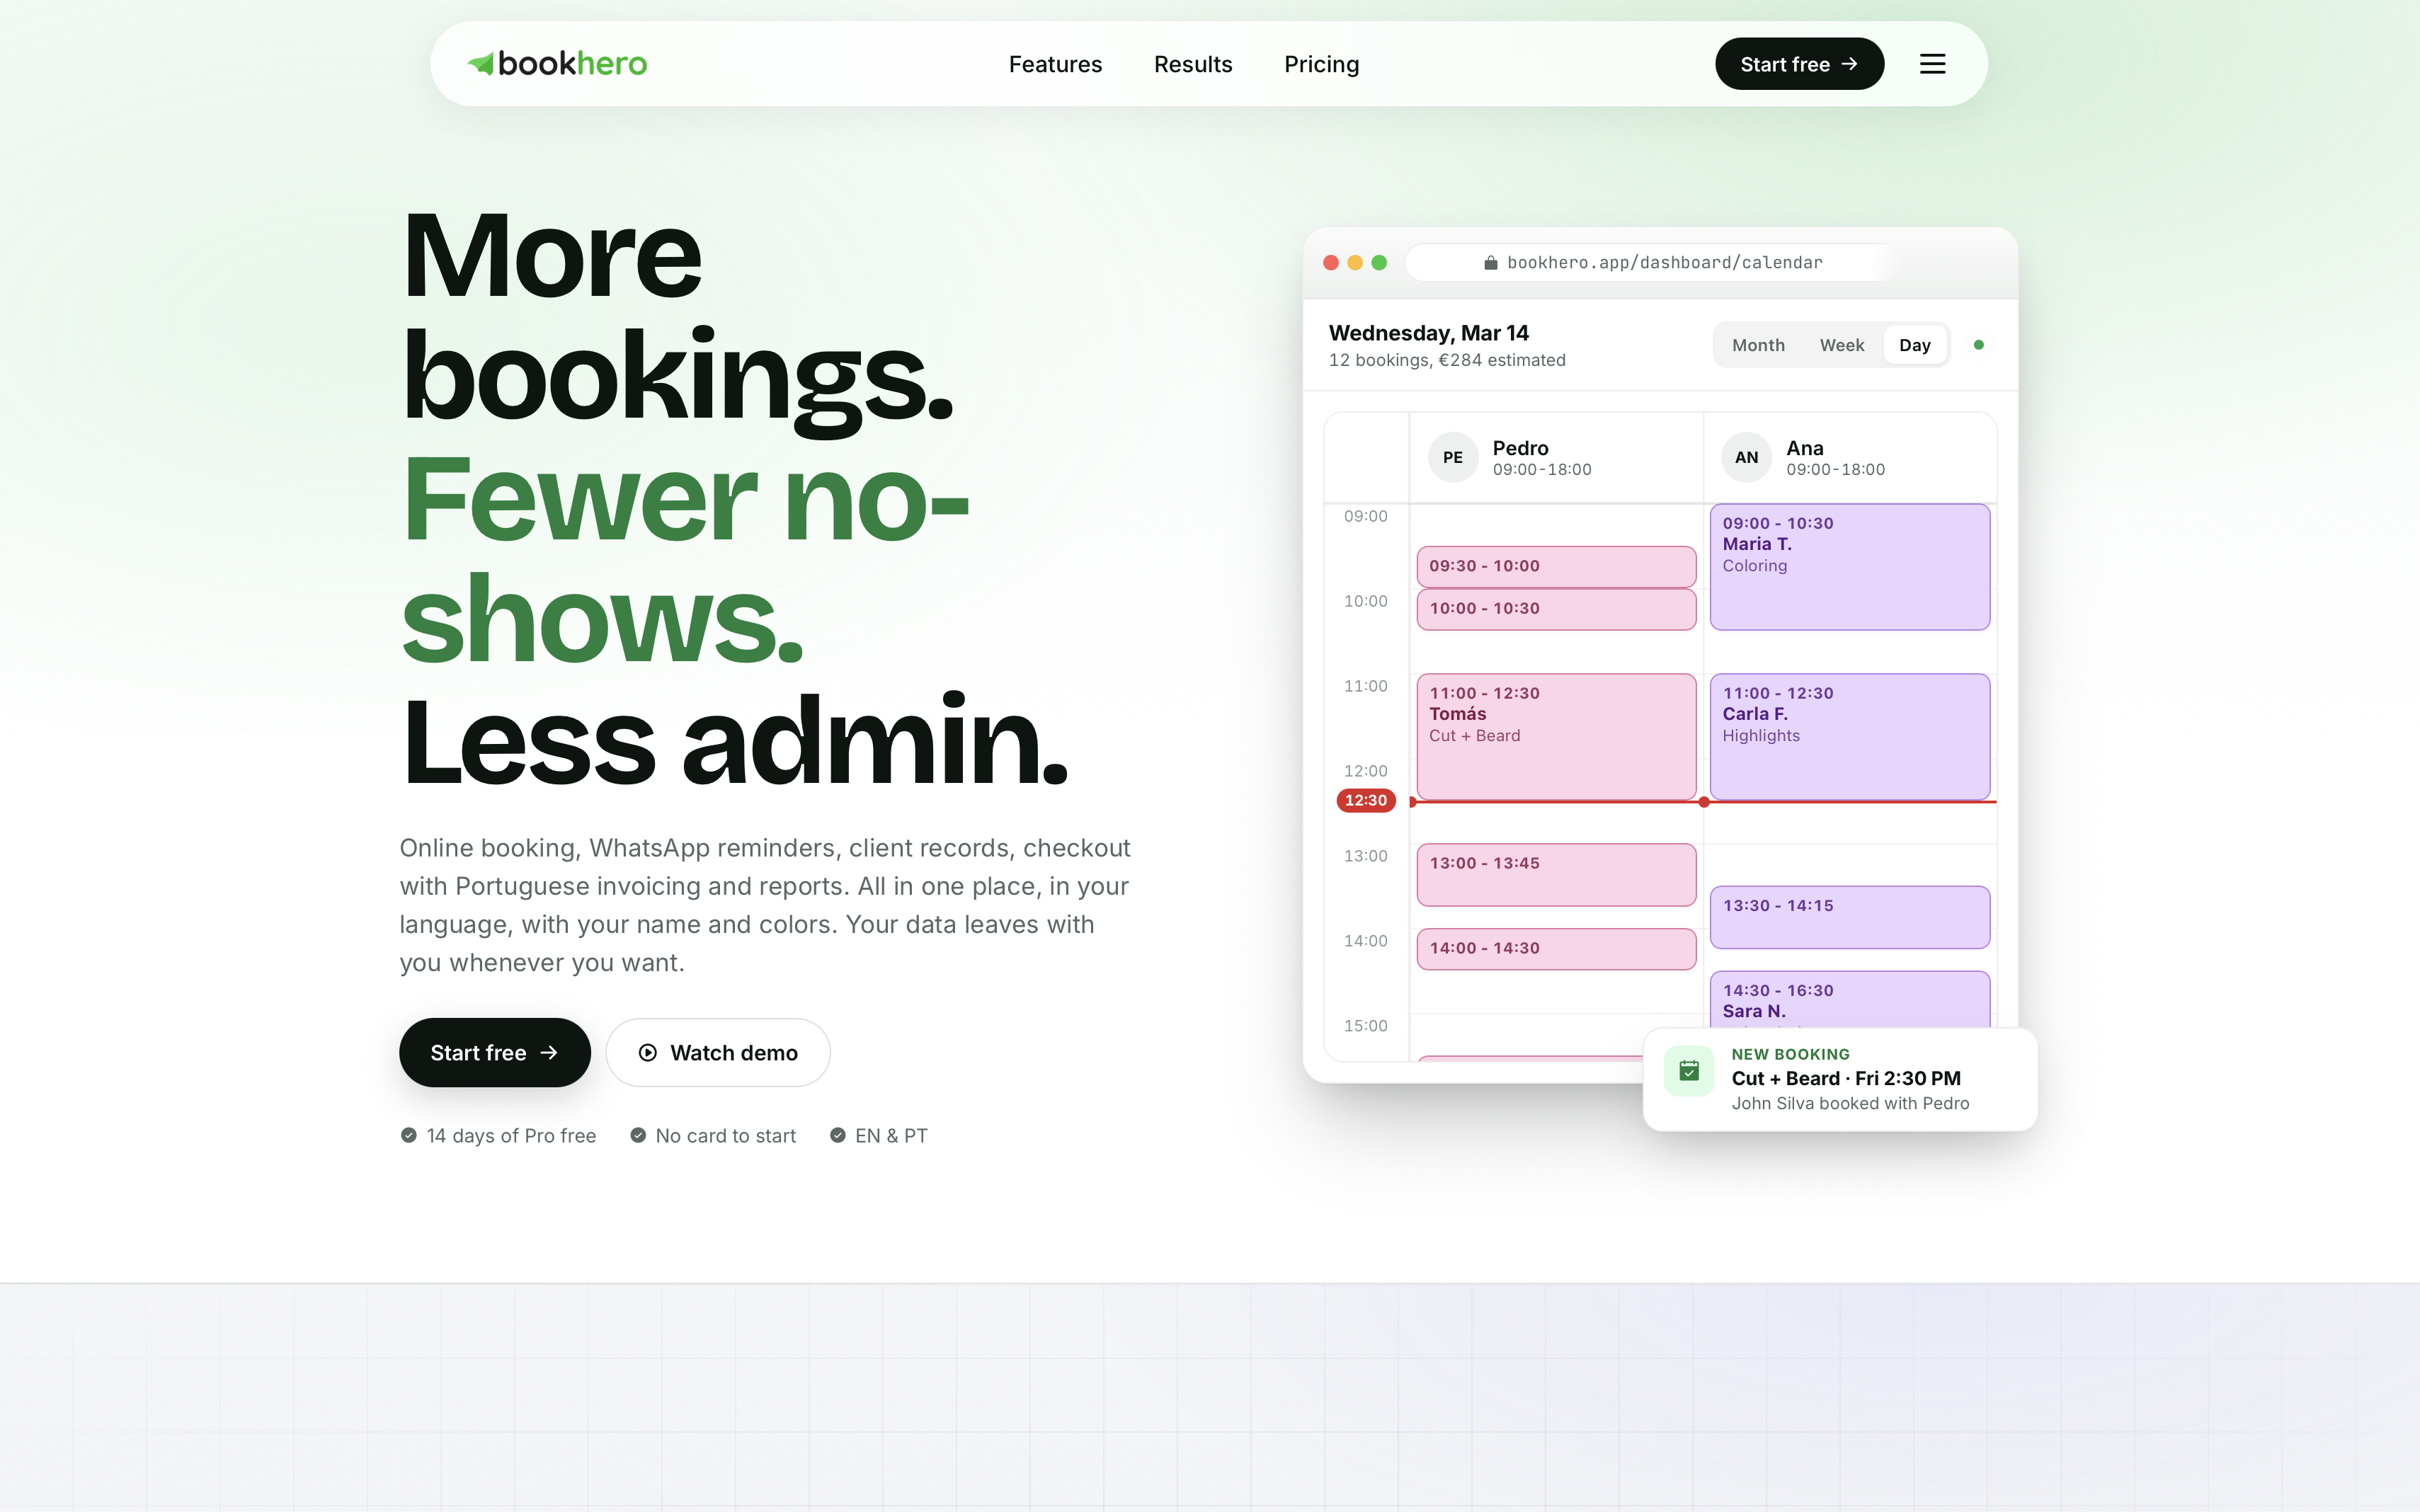 bookhero
Features
Results
Pricing
Start free →
More
bookings.
Fewer no-
shows.
Less admin.
Online booking, WhatsApp reminders, client records, checkout
with Portuguese invoicing and reports. All in one place, in your
language, with your name and colors. Your data leaves with
you whenever you want.
Start free →
Watch demo
14 days of Pro free
No card to start
EN & PT
bookhero.app/dashboard/calendar
Wednesday, Mar 14
12 bookings, €284 estimated
Month
Week
Day
PE
Pedro
09:00-18:00
AN
Ana
09:00-18:00
09:00
10:00
11:00
12:00
12:30
13:00
14:00
15:00
09:30 - 10:00
10:00 - 10:30
11:00 - 12:30
Tomás
Cut + Beard
13:00 - 13:45
14:00 - 14:30
09:00 - 10:30
Maria T.
Coloring
11:00 - 12:30
Carla F.
Highlights
13:30 - 14:15
14:30 - 16:30
Sara N.
NEW BOOKING
Cut + Beard · Fri 2:30 PM
John Silva booked with Pedro